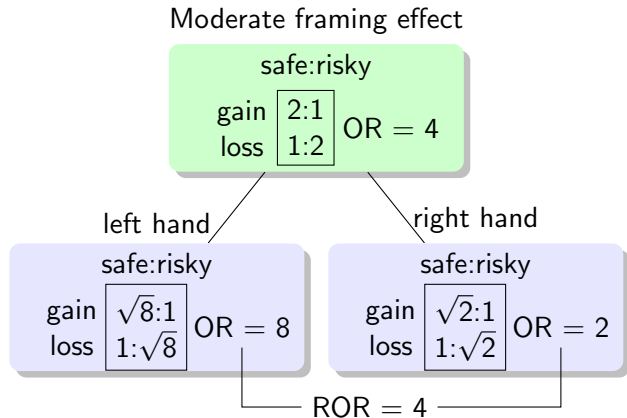 Moderate framing effect
safe:risky
gain 2:1 OR = 4
loss 1:2
left hand
right hand
safe:risky
gain √8:1 OR = 8
loss 1:√8
safe:risky
gain √2:1 OR = 2
loss 1:√2
ROR = 4